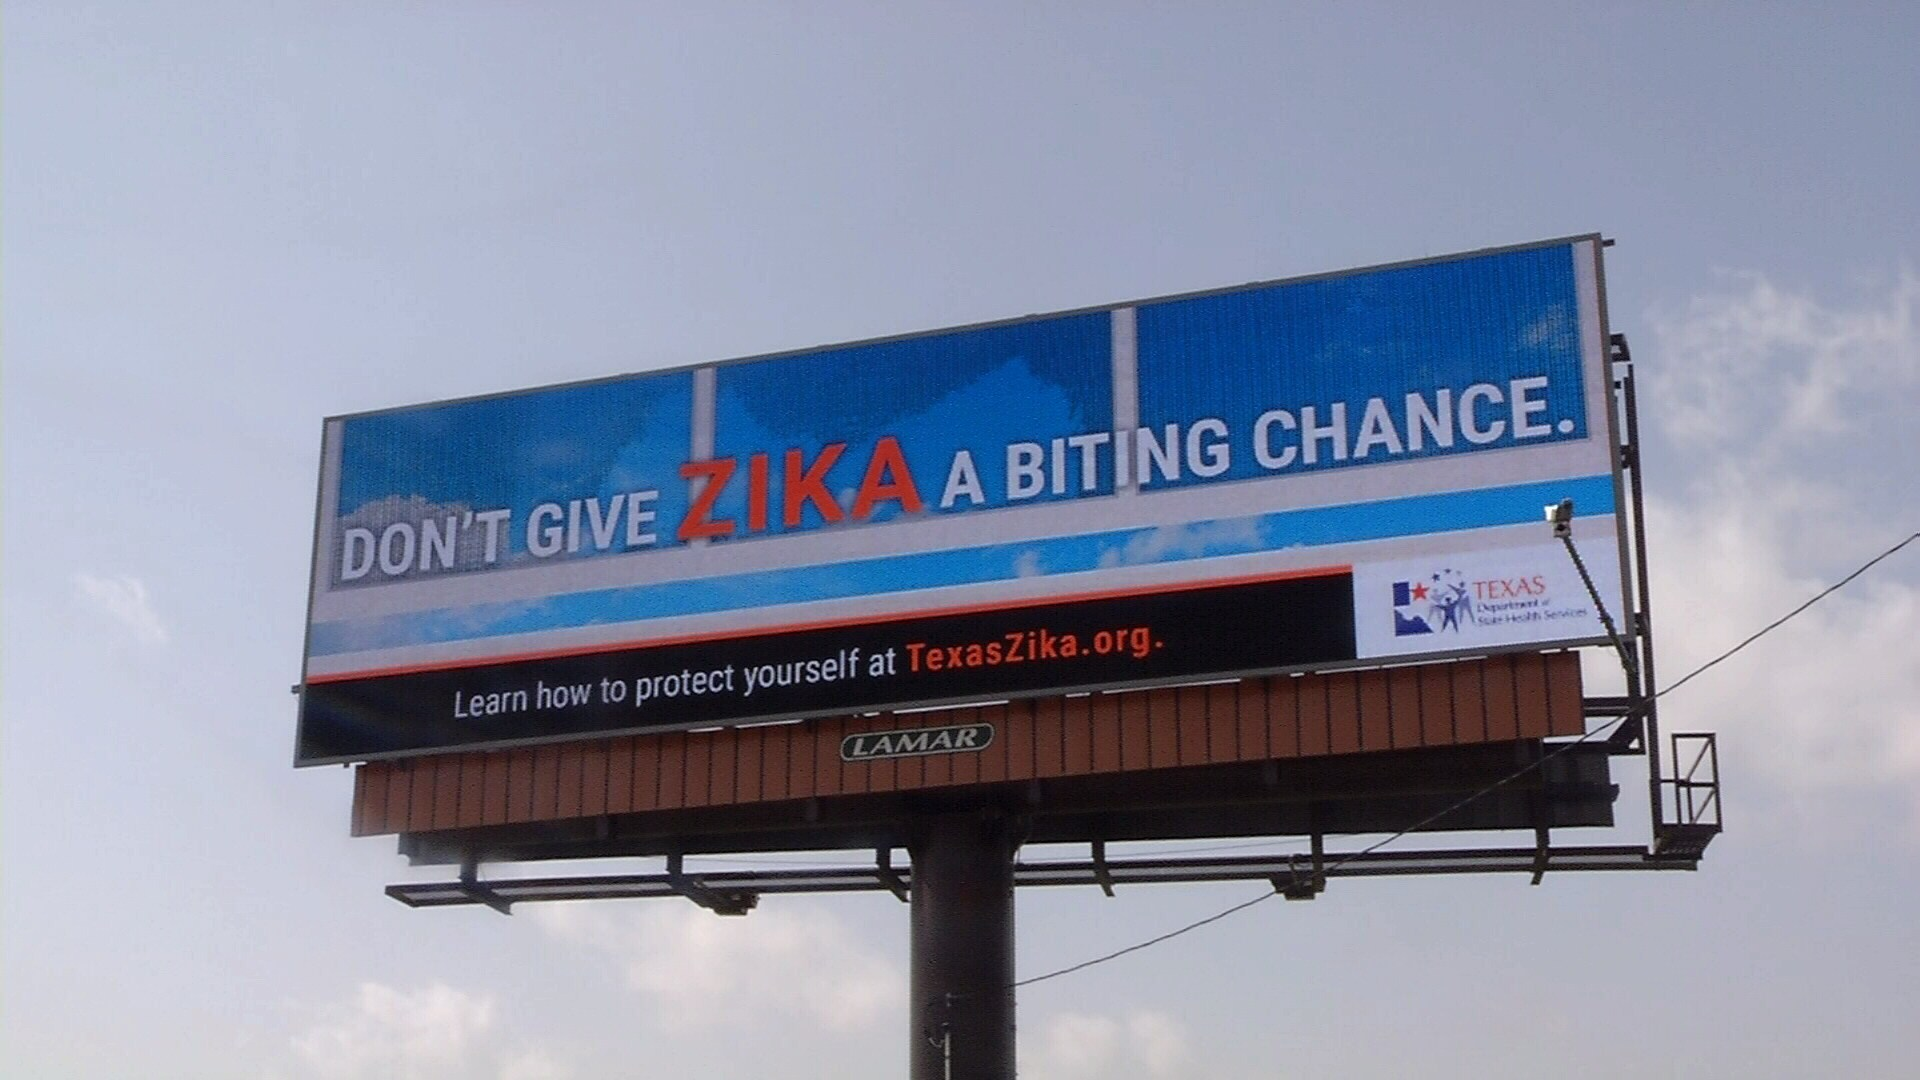 DON'T GIVE ZIKA A BITING CHANCE.
Learn how to protect yourself at TexasZika.org.
TEXAS
Department of
State Health Services
LAMAR